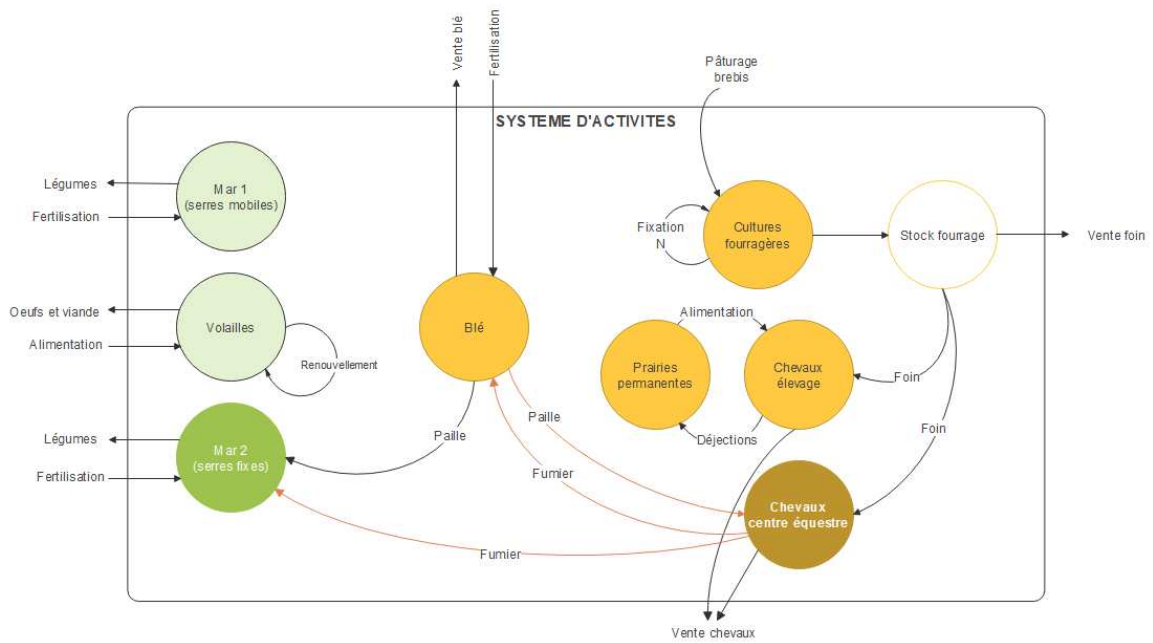 Vente blé
Fertilisation
Pâturage
brebis
SYSTEME D'ACTIVITES
Légumes
Fertilisation
Mar 1
(serres mobiles)
Fixation
N
Cultures
fourragères
Stock fourrage
Vente foin
Oeufs et viande
Alimentation
Volailles
Renouvellement
Blé
Alimentation
Prairies
permanentes
Chevaux
élevage
Foin
Déjections
Paille
Paille
Foin
Légumes
Fertilisation
Mar 2
(serres fixes)
Fumier
Chevaux
centre équestre
Fumier
Vente chevaux